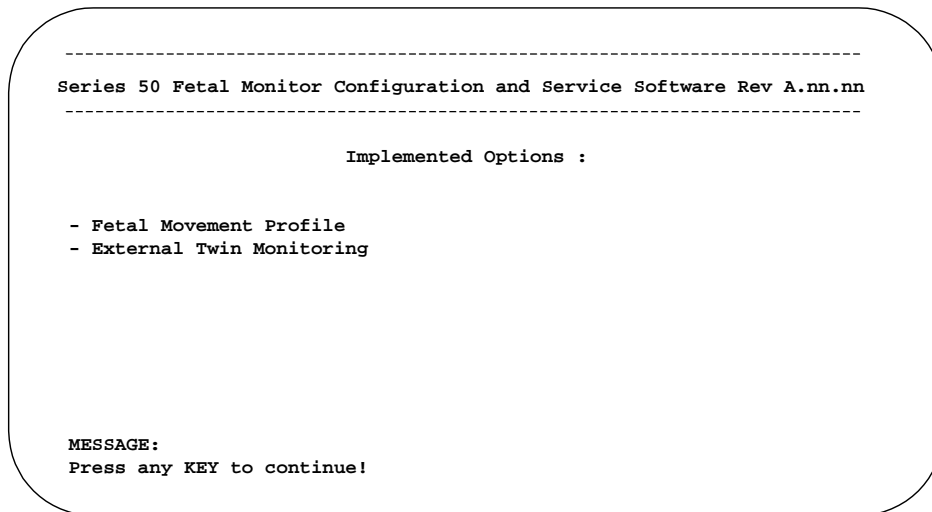 --------------------------------------------------------------------
Series 50 Fetal Monitor Configuration and Service Software Rev A.nn.nn
--------------------------------------------------------------------
Implemented Options :
- Fetal Movement Profile
- External Twin Monitoring
MESSAGE:
Press any KEY to continue!